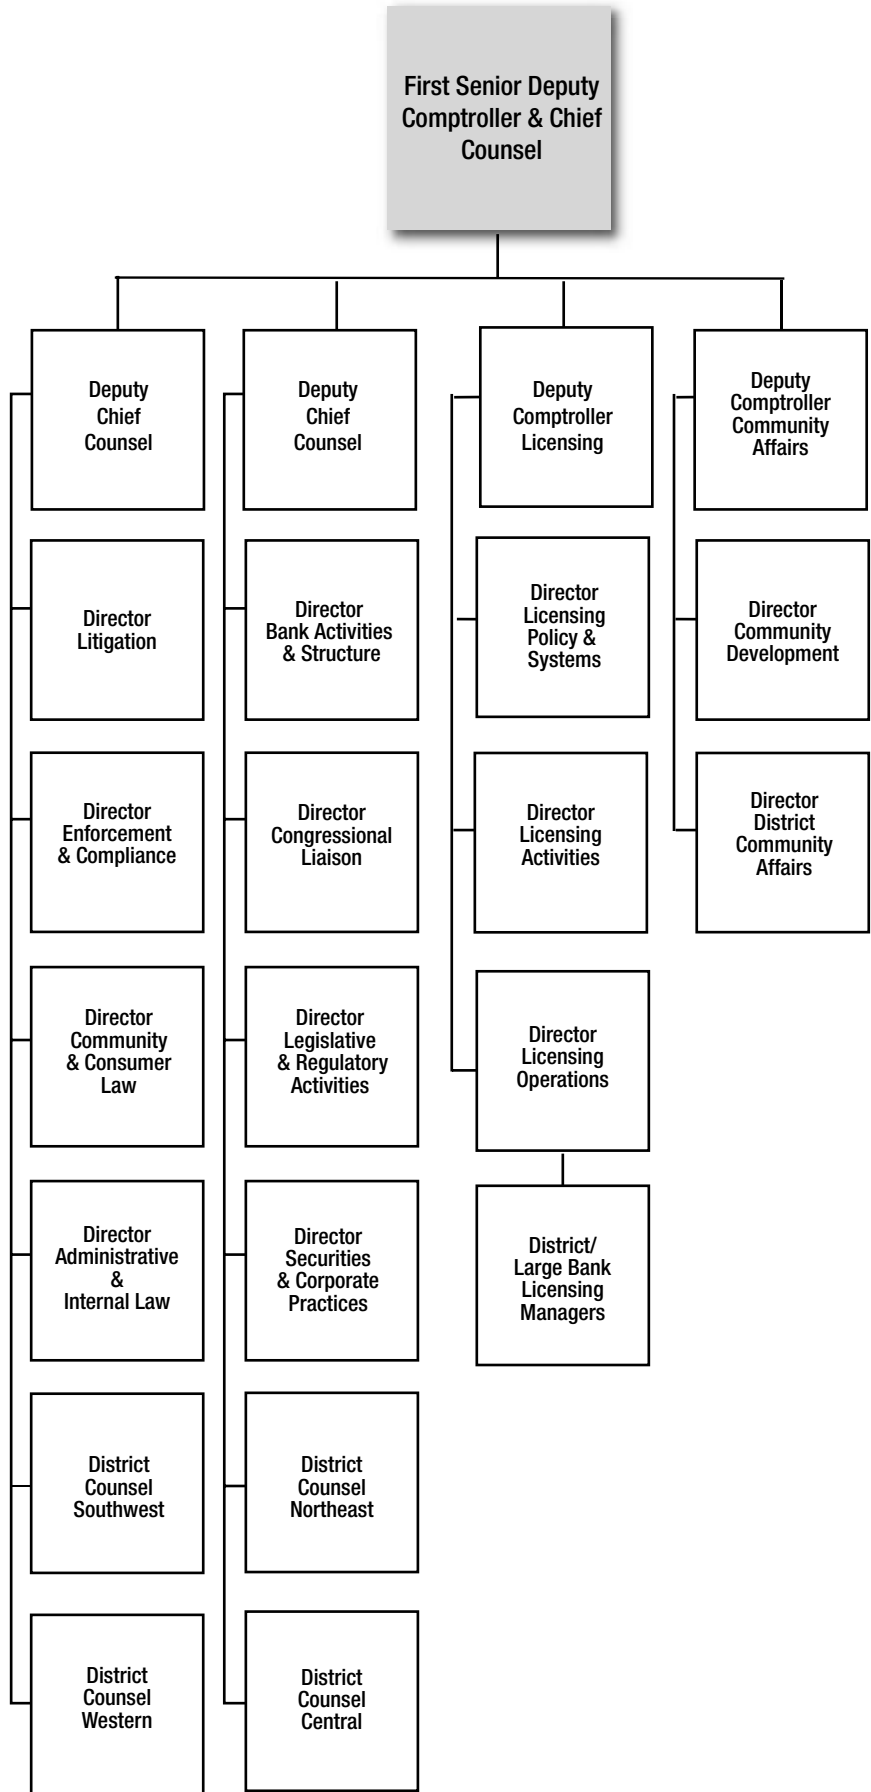 First Senior Deputy
Comptroller & Chief
Counsel
Deputy
Chief
Counsel
Director
Litigation
Director
Enforcement
& Compliance
Director
Community
& Consumer
Law
Director
Administrative
&
Internal Law
District
Counsel
Southwest
District
Counsel
Western
Deputy
Chief
Counsel
Director
Bank Activities
& Structure
Director
Congressional
Liaison
Director
Legislative
& Regulatory
Activities
Director
Securities
& Corporate
Practices
District
Counsel
Northeast
District
Counsel
Central
Deputy
Comptroller
Licensing
Director
Licensing
Policy &
Systems
Director
Licensing
Activities
Director
Licensing
Operations
District/
Large Bank
Licensing
Managers
Deputy
Comptroller
Community
Affairs
Director
Community
Development
Director
District
Community
Affairs